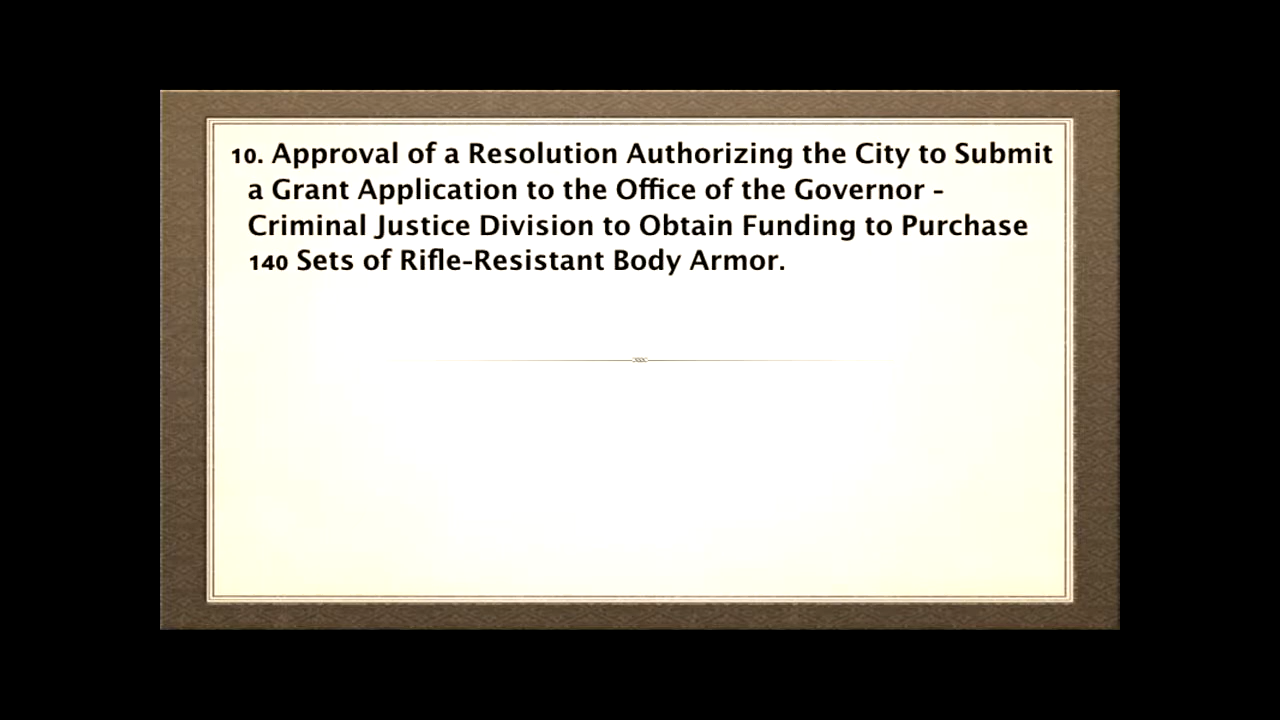 10. Approval of a Resolution Authorizing the City to Submit
a Grant Application to the Office of the Governor -
Criminal Justice Division to Obtain Funding to Purchase
140 Sets of Rifle-Resistant Body Armor.